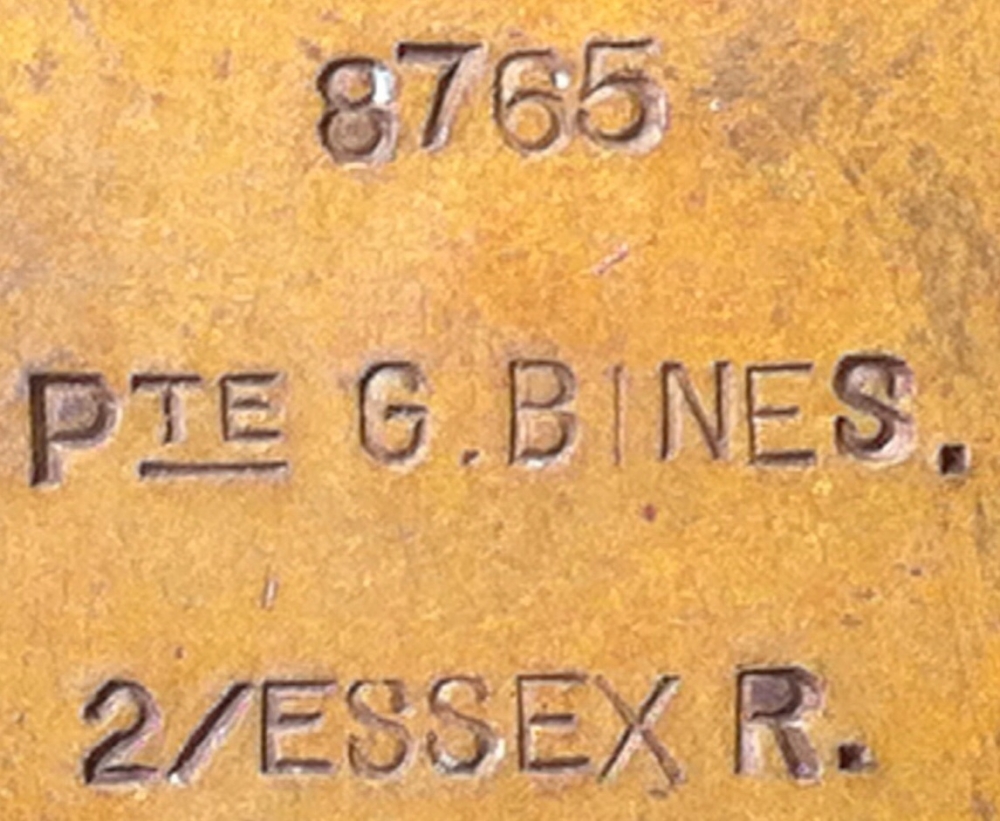 8765
PTE G. BINES.
2/ESSEX R.